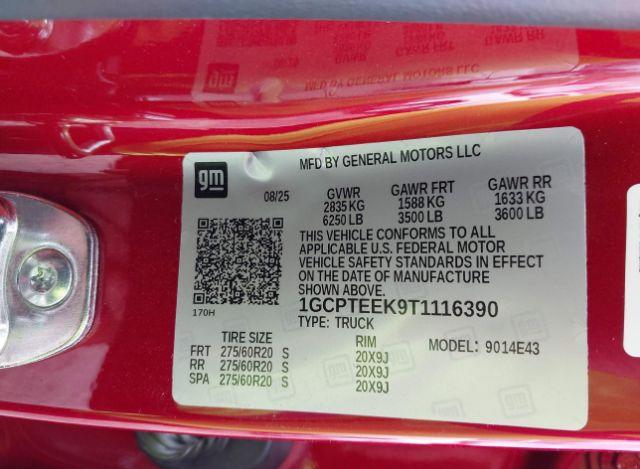 MFD BY GENERAL MOTORS LLC
gm
08/25
GVWR GAWR FRT GAWR RR
2835 KG 1588 KG 1633 KG
6250 LB 3500 LB 3600 LB
THIS VEHICLE CONFORMS TO ALL
APPLICABLE U.S. FEDERAL MOTOR
VEHICLE SAFETY STANDARDS IN EFFECT
ON THE DATE OF MANUFACTURE
SHOWN ABOVE.
170H
1GCPTEEK9T1116390
TYPE: TRUCK
TIRE SIZE RIM MODEL: 9014E43
FRT 275/60R20 S 20X9J
RR 275/60R20 S 20X9J
SPA 275/60R20 S 20X9J